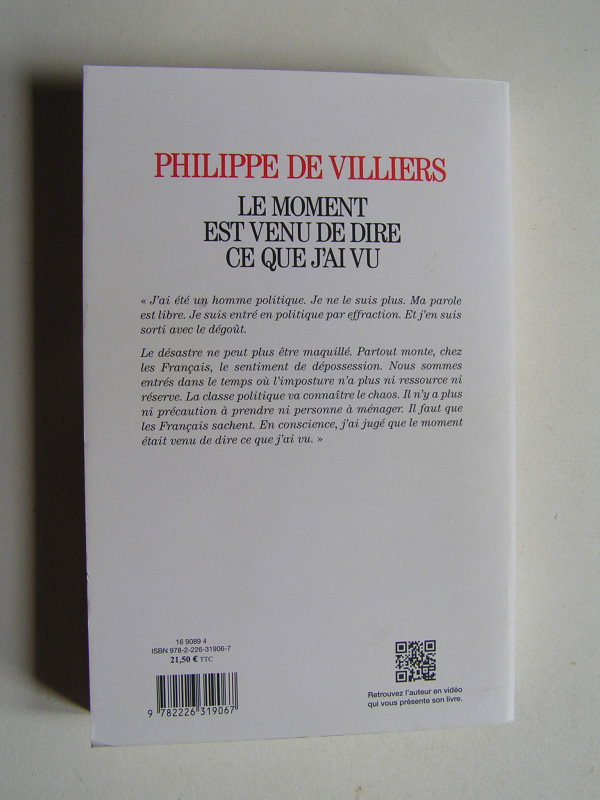 PHILIPPE DE VILLIERS
LE MOMENT
EST VENU DE DIRE
CE QUE J'AI VU
« J'ai été un homme politique. Je ne le suis plus. Ma parole
est libre. Je suis entré en politique par effraction. Et j'en suis
sorti avec le dégoût.
Le désastre ne peut plus être maquillé. Partout monte, chez
les Français, le sentiment de dépossession. Nous sommes
entrés dans le temps où l'imposture n'a plus ni ressource ni
réserve. La classe politique va connaître le chaos. Il n'y a plus
ni précaution à prendre ni personne à ménager. Il faut que
les Français sachent. En conscience, j'ai jugé que le moment
était venu de dire ce que j'ai vu. »
16 9089 4
ISBN 978-2-226-31906-7
21,50 € TTC
9 782226 319067
Retrouvez l'auteur en vidéo
qui vous présente son livre.